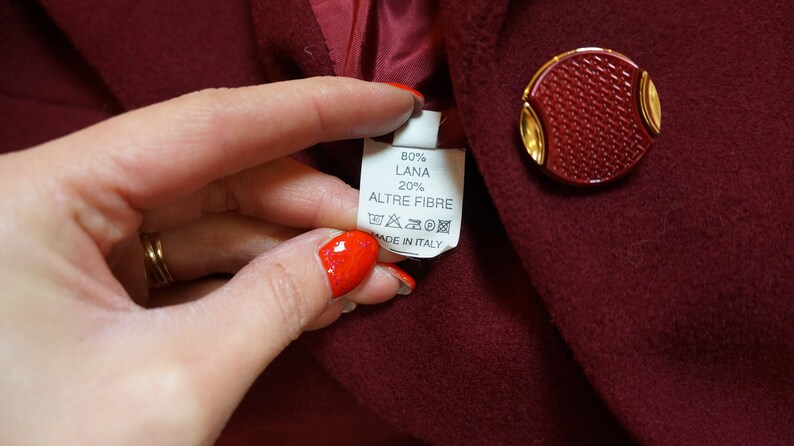 80%
LANA
20%
ALTRE FIBRE
MADE IN ITALY